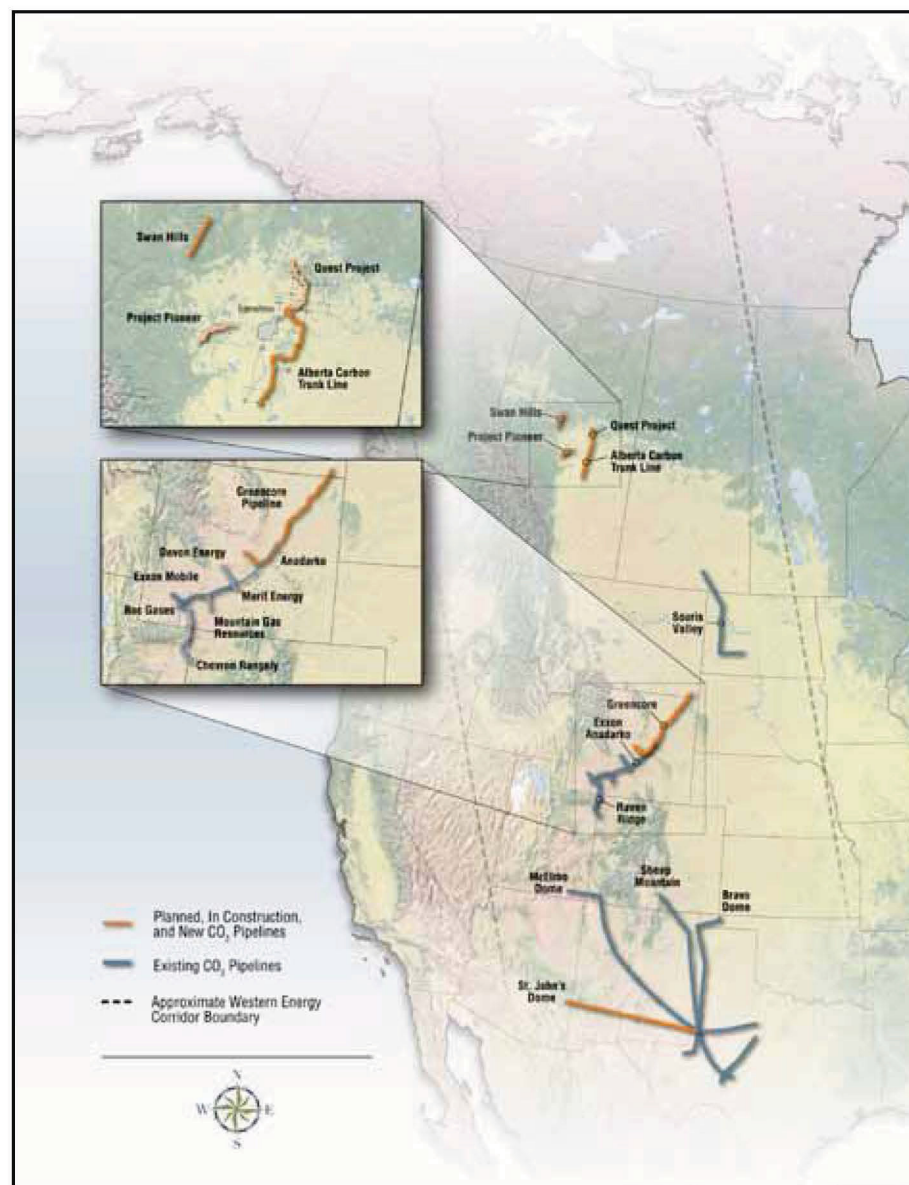 Swan Hills
Quest Project
Project Pioneer
Alberta Carbon
Trunk Line
Greencore
Pipeline
Devon Energy
Anadarko
Exxon Mobile
Merit Energy
Boc Gases
Mountain Gas
Resources
Chevron Rangely
Swan Hills
Quest Project
Project Pioneer
Alberta Carbon
Trunk Line
Souris
Valley
Greencore
Exxon
Anadarko
Raven
Ridge
McElmo
Dome
Sheep
Mountain
Bravo
Dome
St. John's
Dome
Planned, In Construction,
and New CO₂ Pipelines
Existing CO₂ Pipelines
Approximate Western Energy
Corridor Boundary
N
W E
S